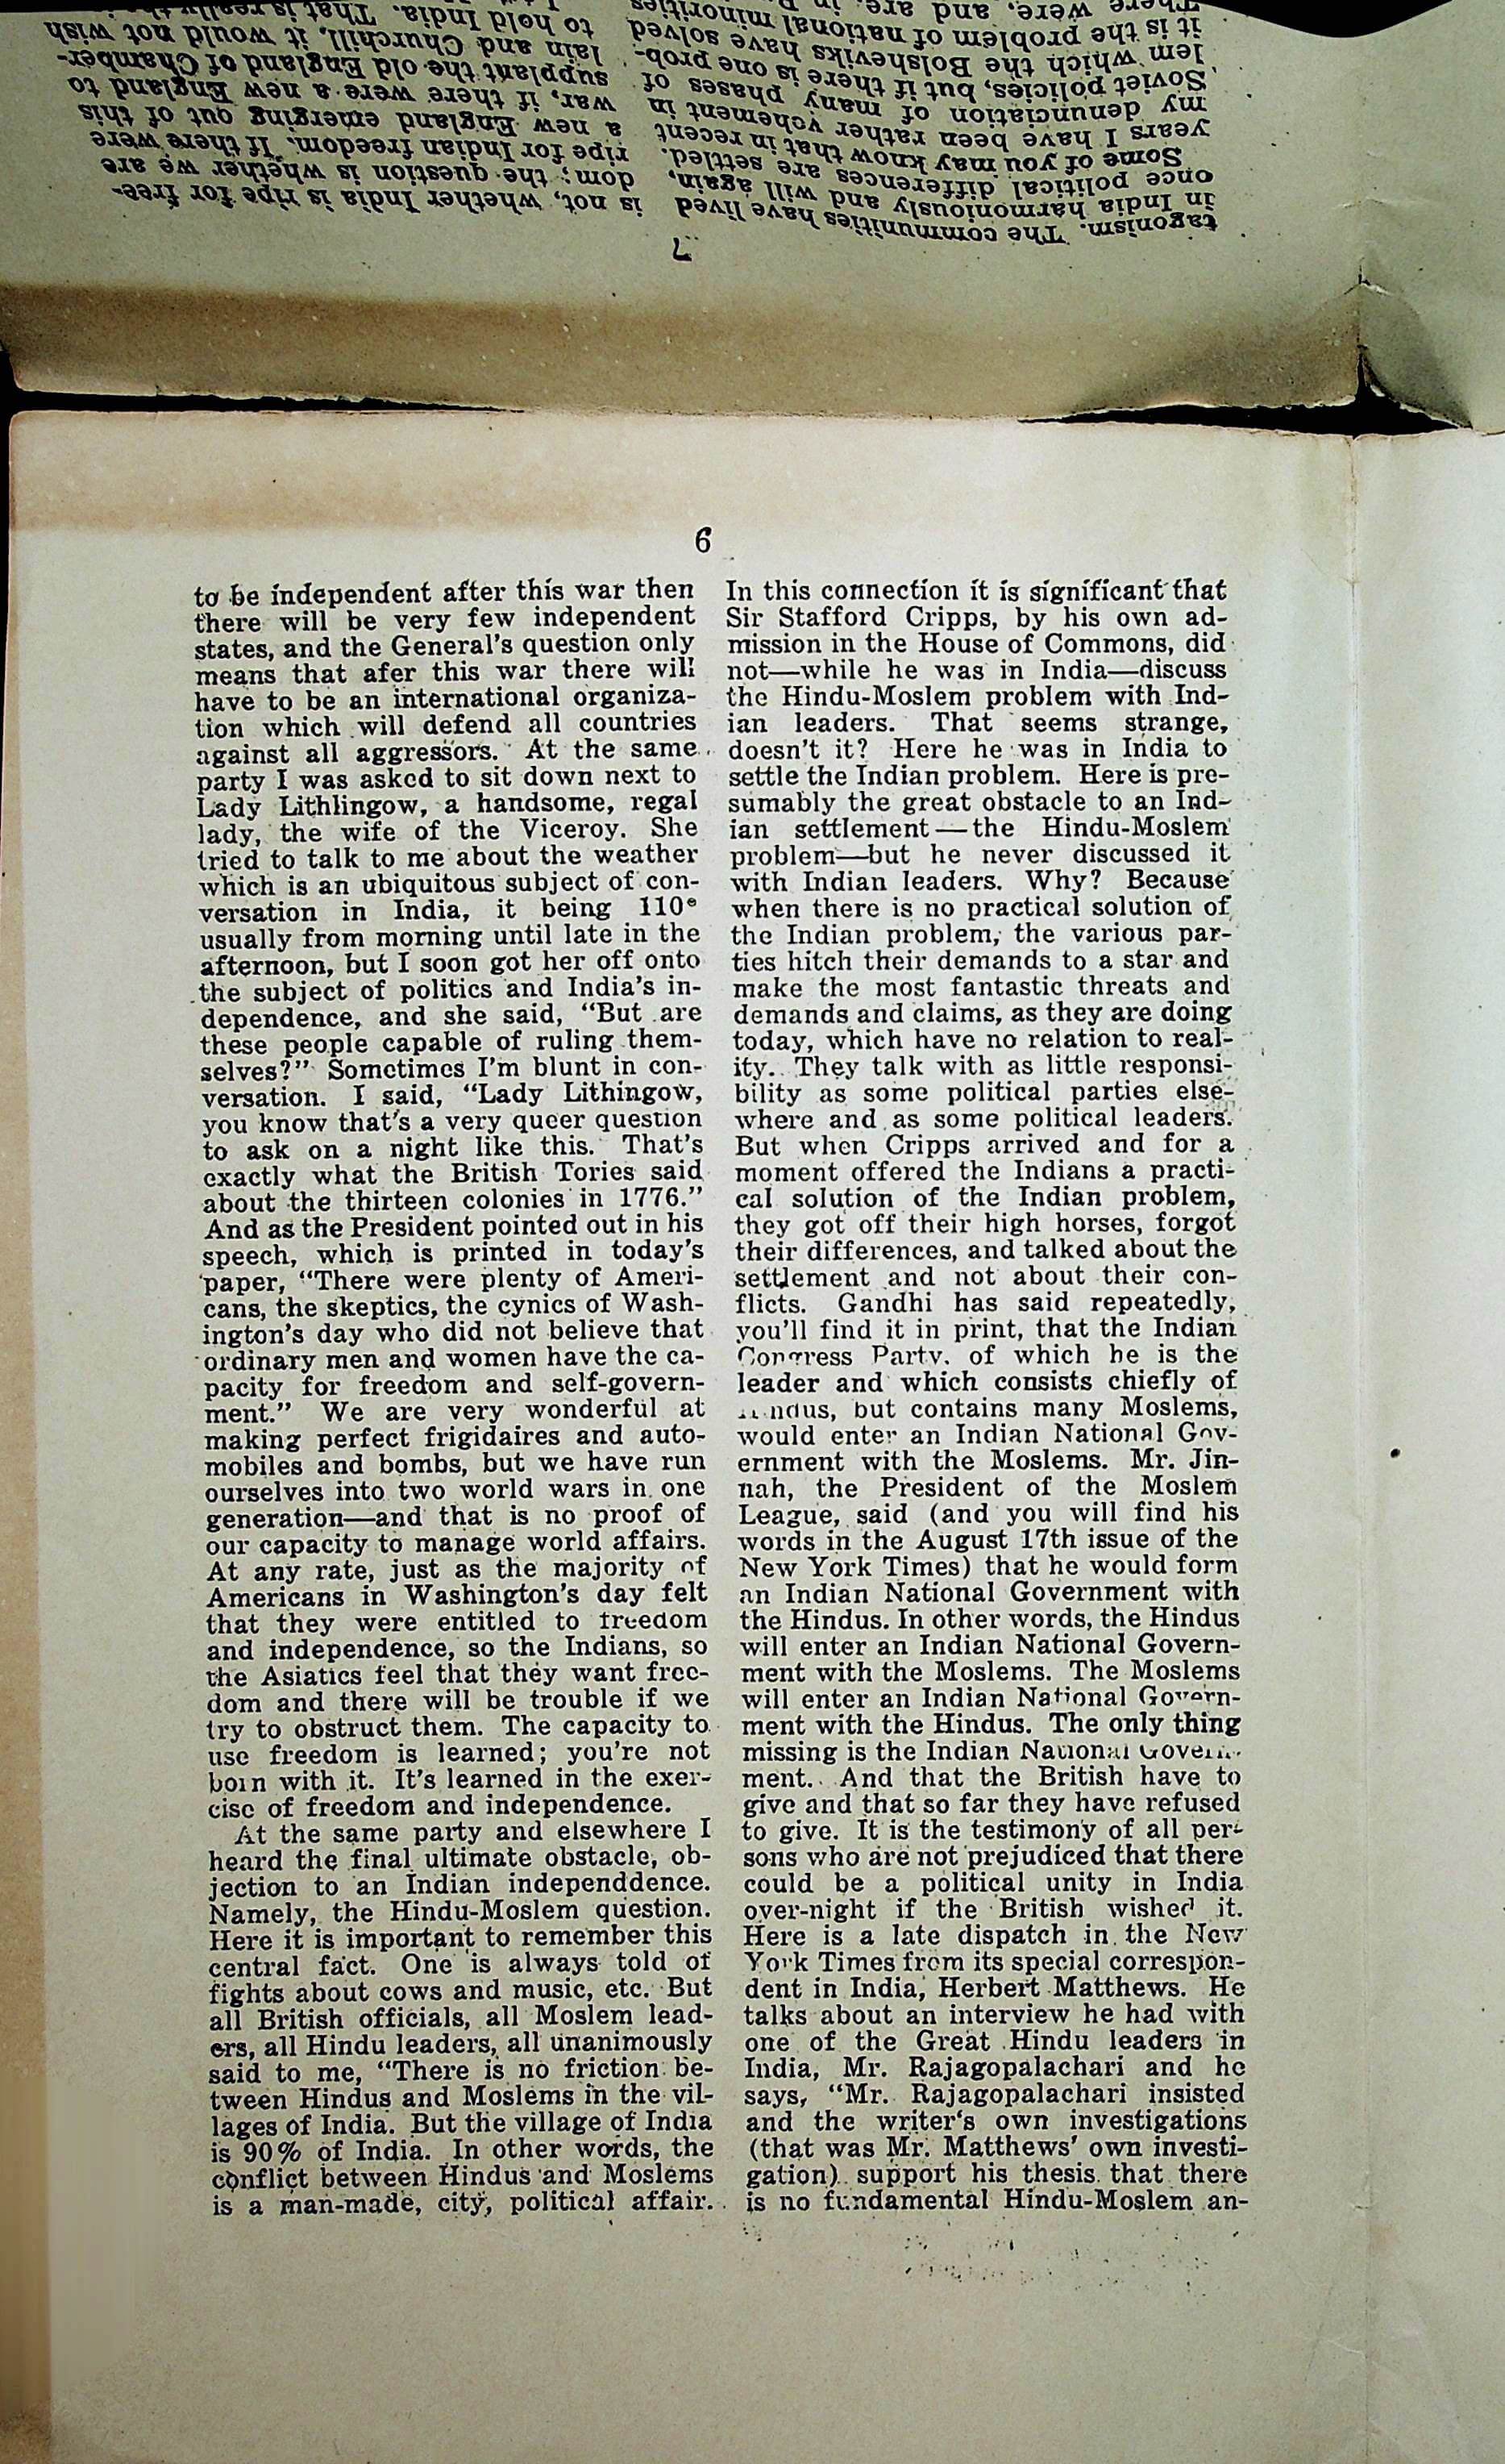 6
to be independent after this war then
there will be very few independent
states, and the General's question only
means that afer this war there will
have to be an international organiza-
tion which will defend all countries
against all aggressors. At the same
party I was asked to sit down next to
Lady Lithlingow, a handsome, regal
lady, the wife of the Viceroy. She
tried to talk to me about the weather
which is an ubiquitous subject of con-
versation in India, it being 110°
usually from morning until late in the
afternoon, but I soon got her off onto
the subject of politics and India's in-
dependence, and she said, "But are
these people capable of ruling them-
selves?" Sometimes I'm blunt in con-
versation. I said, "Lady Lithingow,
you know that's a very queer question
to ask on a night like this. That's
exactly what the British Tories said
about the thirteen colonies in 1776."
And as the President pointed out in his
speech, which is printed in today's
paper, "There were plenty of Ameri-
cans, the skeptics, the cynics of Wash-
ington's day who did not believe that
ordinary men and women have the ca-
pacity for freedom and self-govern-
ment." We are very wonderful at
making perfect frigidaires and auto-
mobiles and bombs, but we have run
ourselves into two world wars in one
generation—and that is no proof of
our capacity to manage world affairs.
At any rate, just as the majority of
Americans in Washington's day felt
that they were entitled to freedom
and independence, so the Indians, so
the Asiatics feel that they want free-
dom and there will be trouble if we
try to obstruct them. The capacity to
use freedom is learned; you're not
born with it. It's learned in the exer-
cise of freedom and independence.
At the same party and elsewhere I
heard the final ultimate obstacle, ob-
jection to an Indian independdence.
Namely, the Hindu-Moslem question.
Here it is important to remember this
central fact. One is always told of
fights about cows and music, etc. But
all British officials, all Moslem lead-
ers, all Hindu leaders, all unanimously
said to me, "There is no friction be-
tween Hindus and Moslems in the vil-
lages of India. But the village of India
is 90% of India. In other words, the
conflict between Hindus and Moslems
is a man-made, city, political affair.
In this connection it is significant that
Sir Stafford Cripps, by his own ad-
mission in the House of Commons, did
not—while he was in India—discuss
the Hindu-Moslem problem with Ind-
ian leaders. That seems strange,
doesn't it? Here he was in India to
settle the Indian problem. Here is pre-
sumably the great obstacle to an Ind-
ian settlement—the Hindu-Moslem
problem—but he never discussed it
with Indian leaders. Why? Because
when there is no practical solution of
the Indian problem, the various par-
ties hitch their demands to a star and
make the most fantastic threats and
demands and claims, as they are doing
today, which have no relation to real-
ity. They talk with as little responsi-
bility as some political parties else-
where and as some political leaders.
But when Cripps arrived and for a
moment offered the Indians a practi-
cal solution of the Indian problem,
they got off their high horses, forgot
their differences, and talked about the
settlement and not about their con-
flicts. Gandhi has said repeatedly,
you'll find it in print, that the Indian
Congress Party, of which he is the
leader and which consists chiefly of
Hindus, but contains many Moslems,
would enter an Indian National Gov-
ernment with the Moslems. Mr. Jin-
nah, the President of the Moslem
League, said (and you will find his
words in the August 17th issue of the
New York Times) that he would form
an Indian National Government with
the Hindus. In other words, the Hindus
will enter an Indian National Govern-
ment with the Moslems. The Moslems
will enter an Indian National Govern-
ment with the Hindus. The only thing
missing is the Indian National Govern-
ment. And that the British have to
give and that so far they have refused
to give. It is the testimony of all per-
sons who are not prejudiced that there
could be a political unity in India
over-night if the British wished it.
Here is a late dispatch in the New
York Times from its special correspon-
dent in India, Herbert Matthews. He
talks about an interview he had with
one of the Great Hindu leaders in
India, Mr. Rajagopalachari and he
says, "Mr. Rajagopalachari insisted
and the writer's own investigations
(that was Mr. Matthews' own investi-
gation) support his thesis that there
is no fundamental Hindu-Moslem an-
7
tagonism. The communities have lived
in India harmoniously and will again,
once political differences are settled.
Some of you may know that in recent
years I have been rather vehement in
my denunciation of many phases of
Soviet policies, but if there is one prob-
lem which the Bolsheviks have solved
it is the problem of national minorities
There were, and are, in
is not, whether India is ripe for free-
dom; the question is whether we are
ripe for Indian freedom. If there were
a new England emerging out of this
war, if there were a new England to
supplant the old England of Chamber-
lain and Churchill, it would not wish
to hold India. That is really the